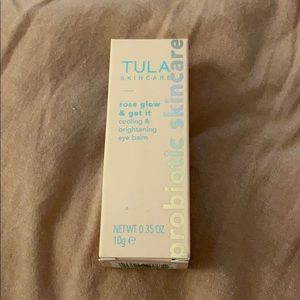 TULA
SKINCARE
rose glow
& get it
cooling &
brightening
eye balm
NET WT. 0.35 OZ.
10g ℮
probiotic skincare